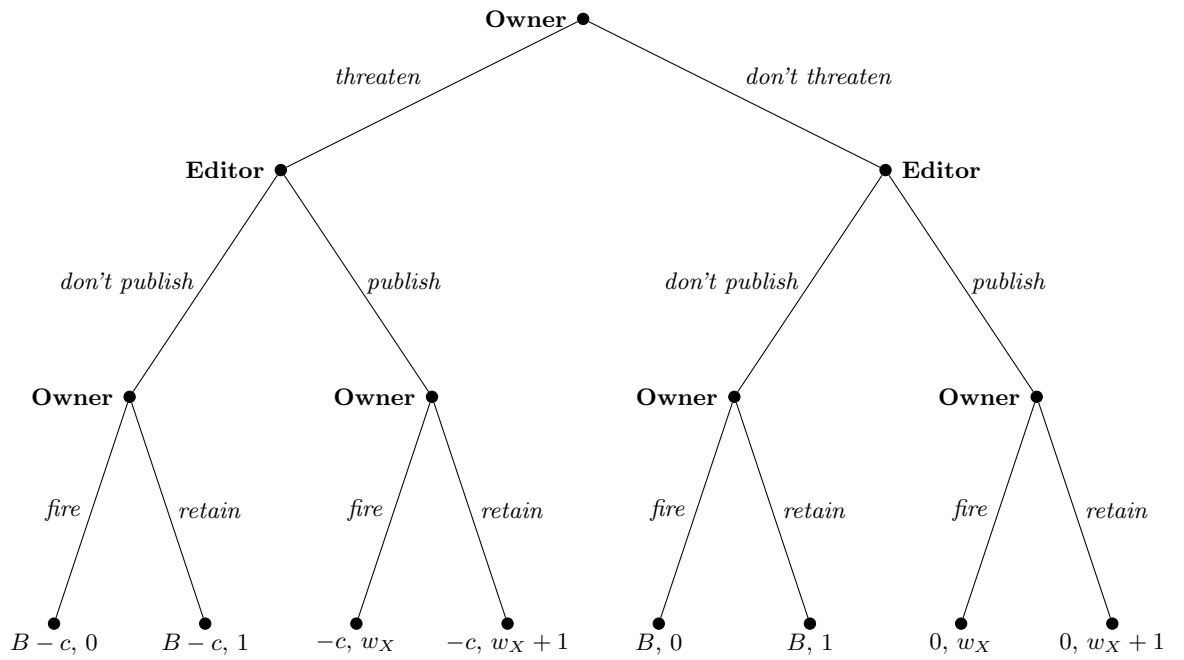 Owner
threaten don't threaten
Editor Editor
don't publish publish don't publish publish
Owner Owner Owner Owner
fire retain fire retain fire retain fire retain
B − c, 0 B − c, 1 −c, w_X −c, w_X + 1 B, 0 B, 1 0, w_X 0, w_X + 1